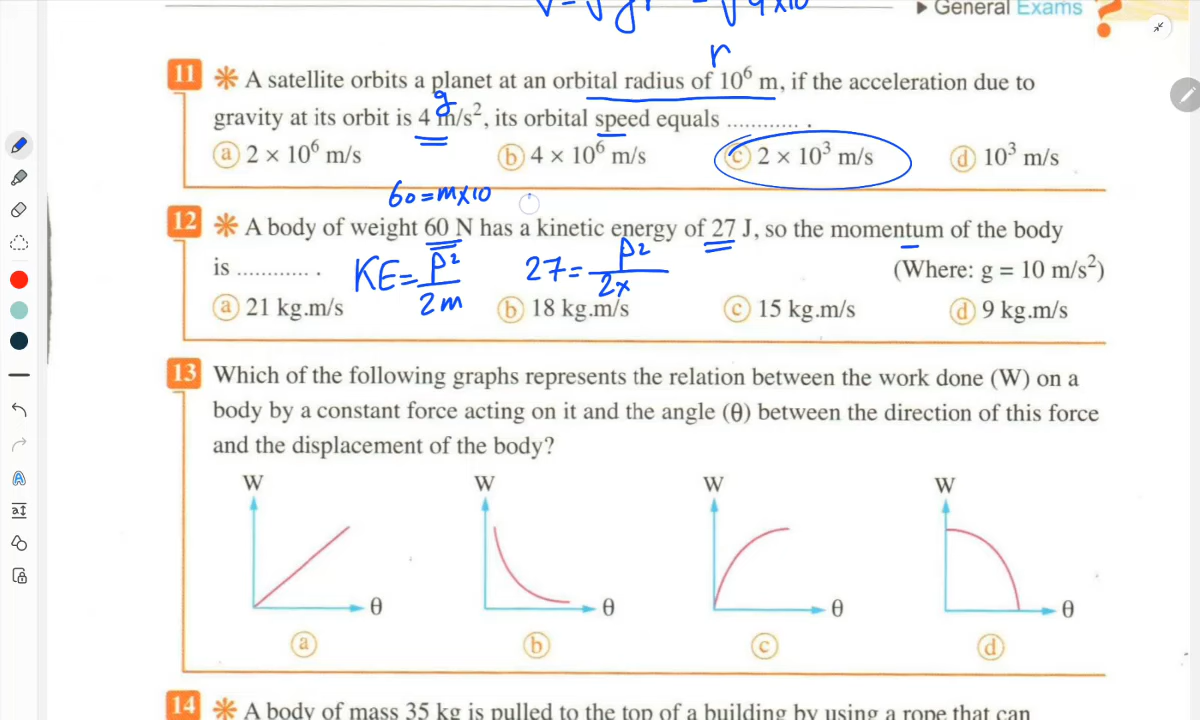 General Exams
r
11 * A satellite orbits a planet at an orbital radius of 10⁶ m, if the acceleration due to
g
gravity at its orbit is 4 m/s², its orbital speed equals ............ .
a 2 × 10⁶ m/s b 4 × 10⁶ m/s c 2 × 10³ m/s d 10³ m/s
60=m×10
12 * A body of weight 60 N has a kinetic energy of 27 J, so the momentum of the body
is ............ . (Where: g = 10 m/s²)
KE=P²/2m 27=P²/2x
a 21 kg.m/s b 18 kg.m/s c 15 kg.m/s d 9 kg.m/s
13 Which of the following graphs represents the relation between the work done (W) on a
body by a constant force acting on it and the angle (θ) between the direction of this force
and the displacement of the body?
W W W W
θ θ θ θ
a b c d
14 * A body of mass 35 kg is pulled to the top of a building by using a rope that can